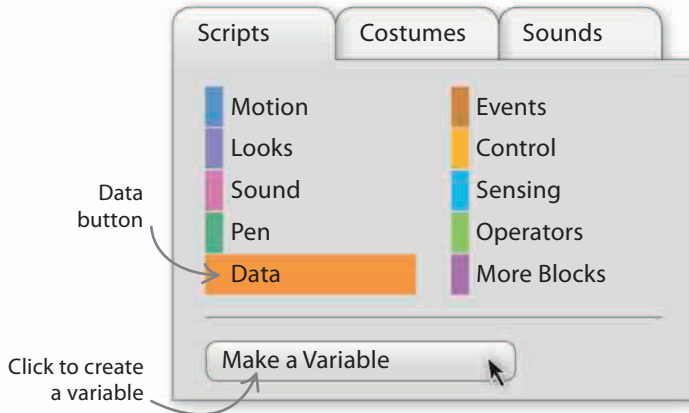 Scripts
Costumes
Sounds
Motion
Events
Looks
Control
Sound
Sensing
Pen
Operators
Data
More Blocks
Data
button
Make a Variable
Click to create
a variable